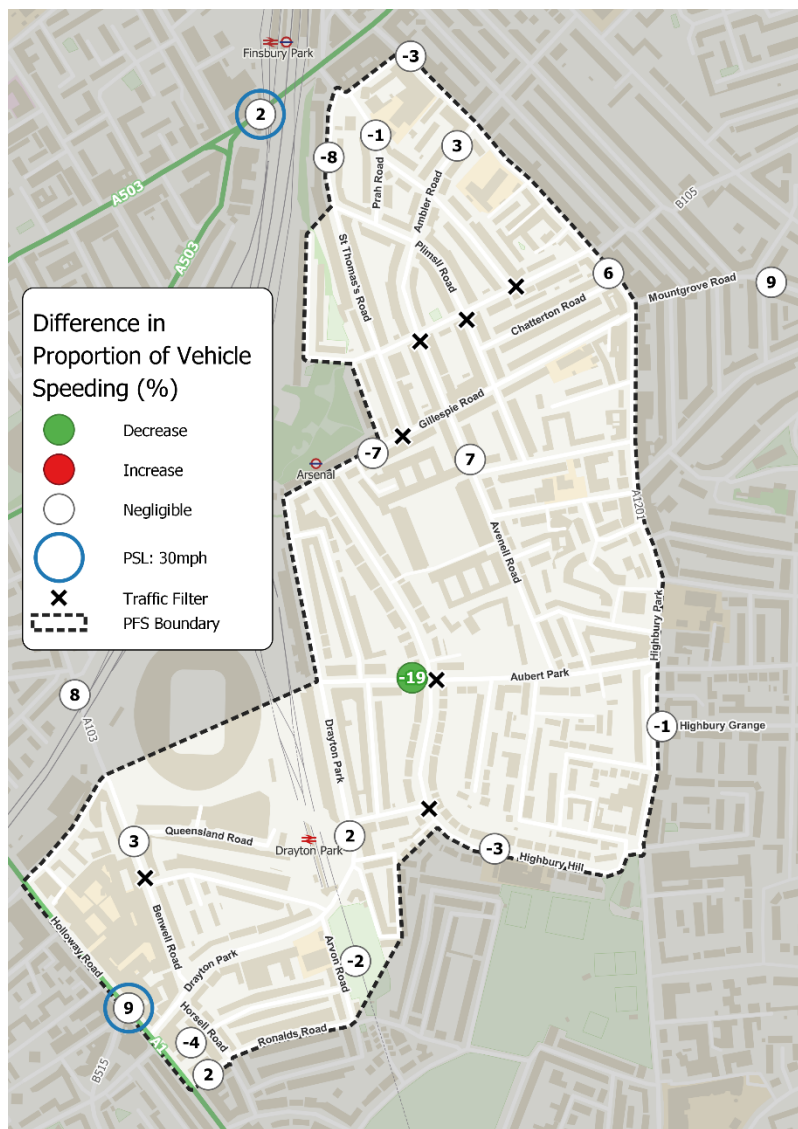 Finsbury Park
-3
2
-1
3
-8
Prah Road
Ambler Road
A503
A503
B105
St Thomas's Road
Plimsil Road
6
9
Mountgrove Road
Chatterton Road
Difference in
Proportion of Vehicle
Speeding (%)
Decrease
Increase
Negligible
PSL: 30mph
Traffic Filter
PFS Boundary
Gillespie Road
-7
7
Arsenal
A1201
Avenell Road
Highbury Park
-19
Aubert Park
8
A103
Drayton Park
-1
Highbury Grange
Queensland Road
3
Drayton Park
2
-3
Highbury Hill
Benwell Road
Holloway Road
Drayton Park
Arvon Road
-2
9
Horsell Road
A1
-4
Ronalds Road
B515
2